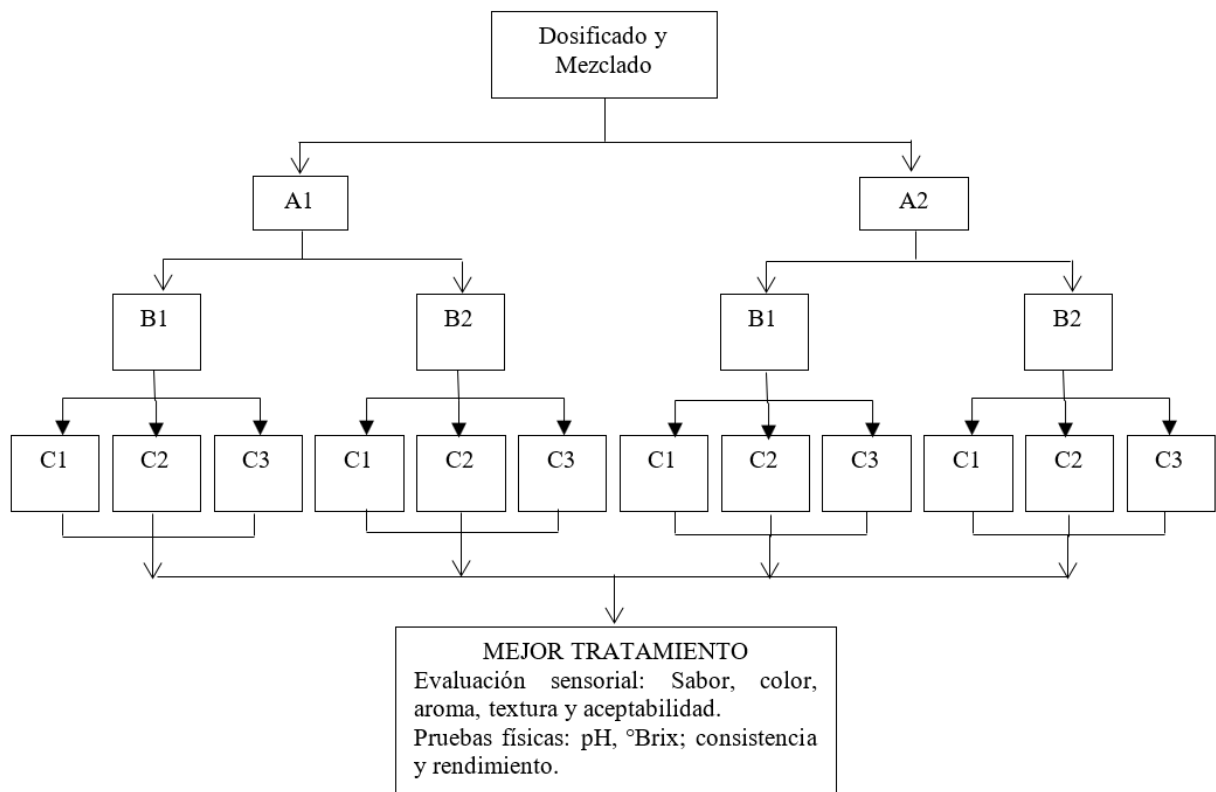 Dosificado y
Mezclado
A1
A2
B1
B2
B1
B2
C1
C2
C3
C1
C2
C3
C1
C2
C3
C1
C2
C3
MEJOR TRATAMIENTO
Evaluación sensorial: Sabor, color,
aroma, textura y aceptabilidad.
Pruebas físicas: pH, °Brix; consistencia
y rendimiento.